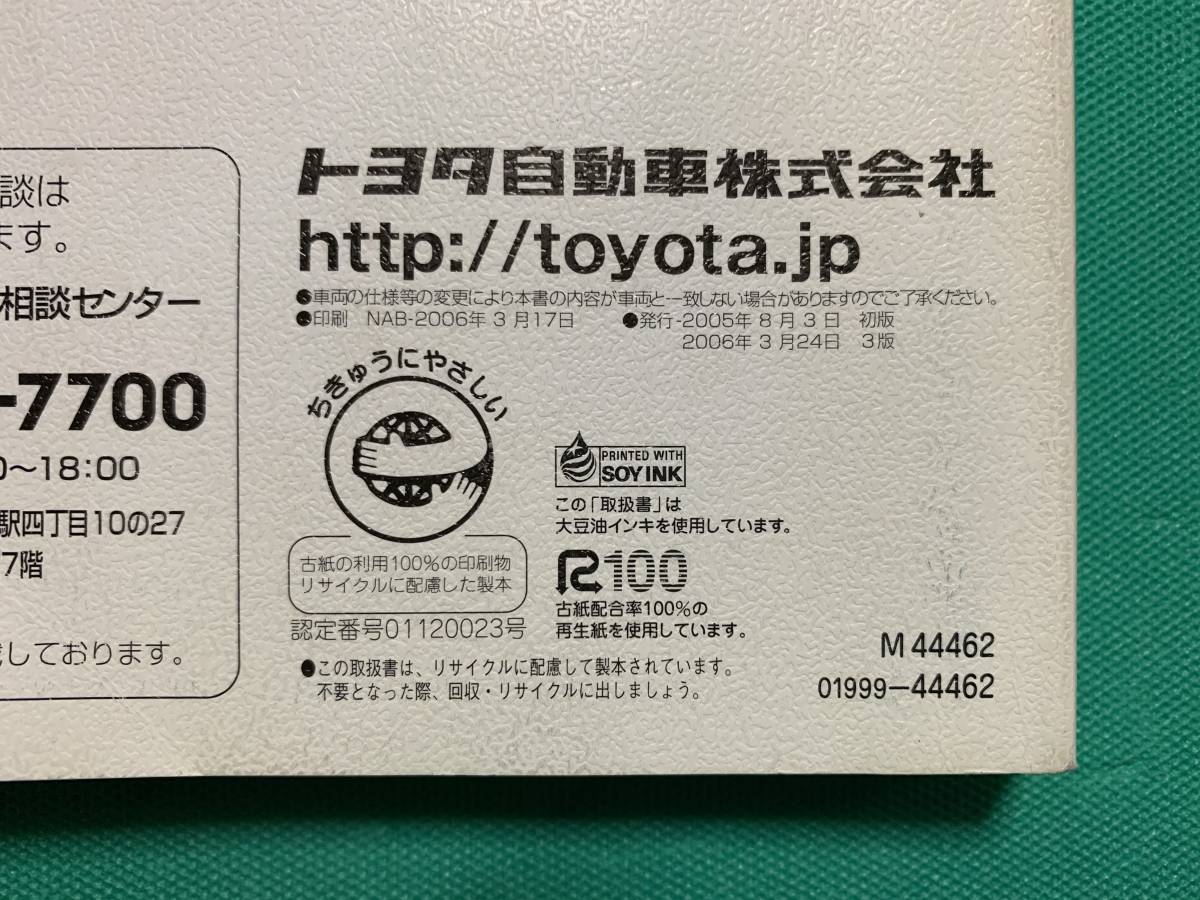 談は
ます。
相談センター
-7700
0〜18:00
駅四丁目10の27
7階
しております。
トヨタ自動車株式会社
http://toyota.jp
●車両の仕様等の変更により本書の内容が車両と一致しない場合がありますのでご了承ください。
●印刷 NAB-2006年3月17日 ●発行-2005年8月3日 初版
2006年3月24日 3版
ちきゅうにやさしい
古紙の利用100%の印刷物
リサイクルに配慮した製本
認定番号01120023号
PRINTED WITH
SOY INK
この「取扱書」は
大豆油インキを使用しています。
R100
古紙配合率100%の
再生紙を使用しています。
●この取扱書は、リサイクルに配慮して製本されています。
不要となった際、回収・リサイクルに出しましょう。
M 44462
01999-44462